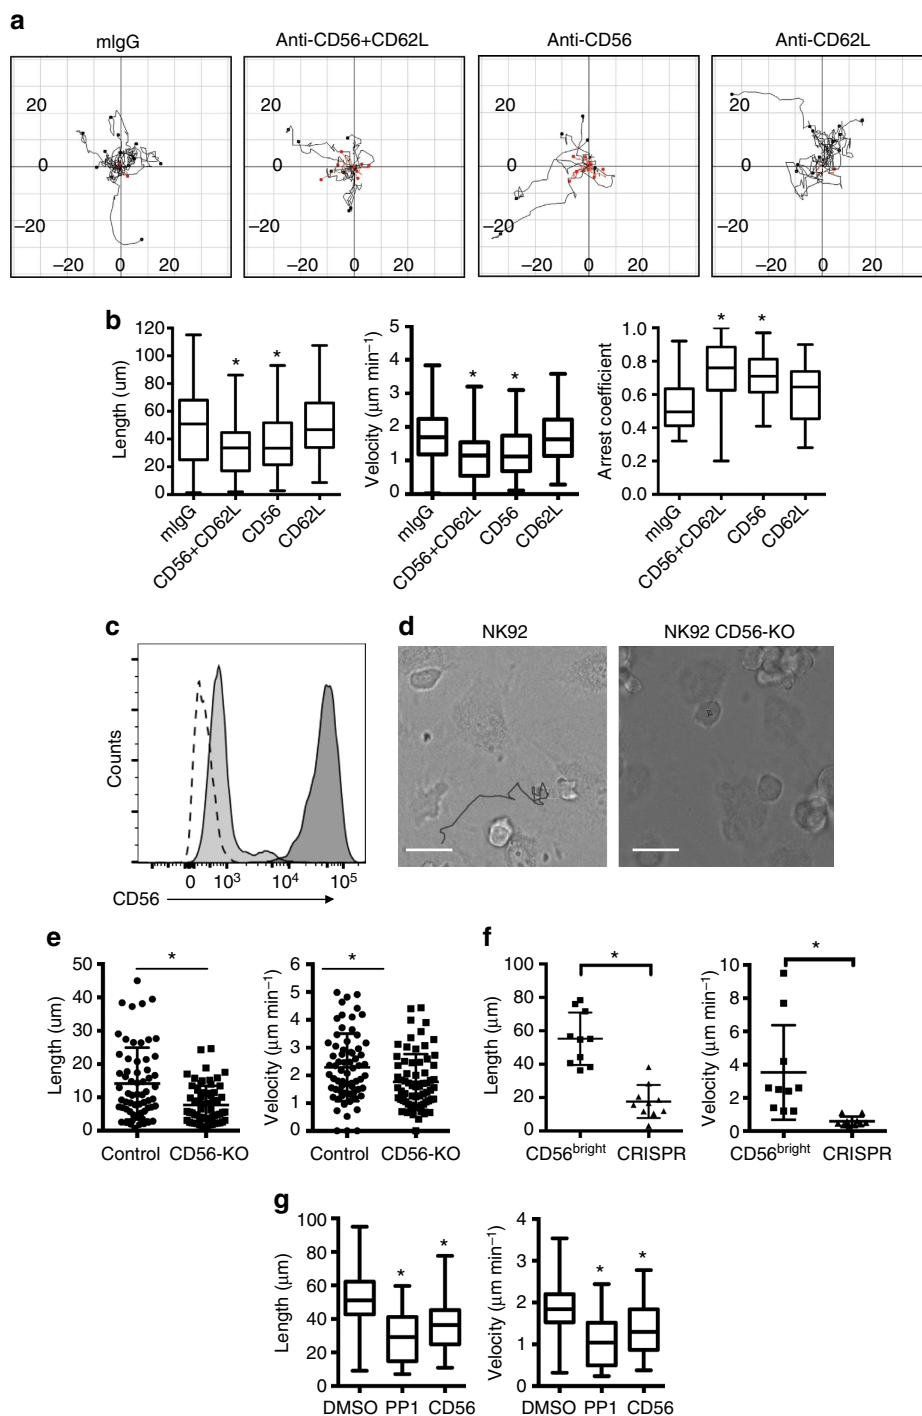 a
mIgG
Anti-CD56+CD62L
Anti-CD56
Anti-CD62L
20
0
–20
–20 0 20
20
0
–20
–20 0 20
20
0
–20
–20 0 20
20
0
–20
–20 0 20
b
Length (um)
120
100
80
60
40
20
0
mIgG
CD56+CD62L
CD56
CD62L
* *
Velocity (μm min–1)
5
4
3
2
1
0
mIgG
CD56+CD62L
CD56
CD62L
* *
Arrest coefficient
1.0
0.8
0.6
0.4
0.2
0.0
mIgG
CD56+CD62L
CD56
CD62L
* *
c
Counts
0 10³ 10⁴ 10⁵
CD56
d
NK92
NK92 CD56-KO
e
Length (um)
50
40
30
20
10
0
*
Control CD56-KO
Velocity (μm min–1)
6
5
4
3
2
1
0
*
Control CD56-KO
f
Length (μm)
100
80
60
40
20
0
*
CD56bright CRISPR
Velocity (μm min–1)
10
8
6
4
2
0
*
CD56bright CRISPR
g
Length (μm)
100
80
60
40
20
0
* *
DMSO PP1 CD56
Velocity (μm min–1)
4
3
2
1
0
* *
DMSO PP1 CD56